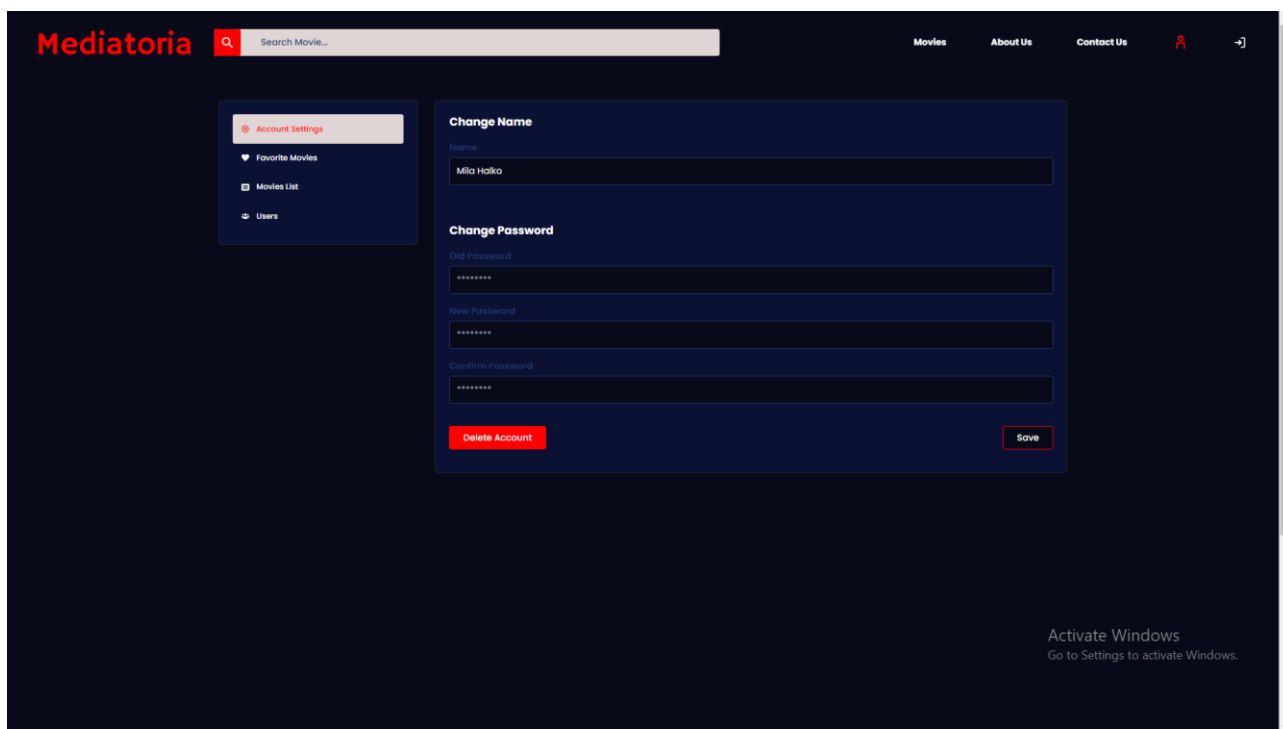 Mediatoria
Search Movie...
Movies
About Us
Contact Us
Account Settings
Favorite Movies
Movies List
Users
Change Name
Name
Mila Halko
Change Password
Old Password
********
New Password
********
Confirm Password
********
Delete Account
Save
Activate Windows
Go to Settings to activate Windows.